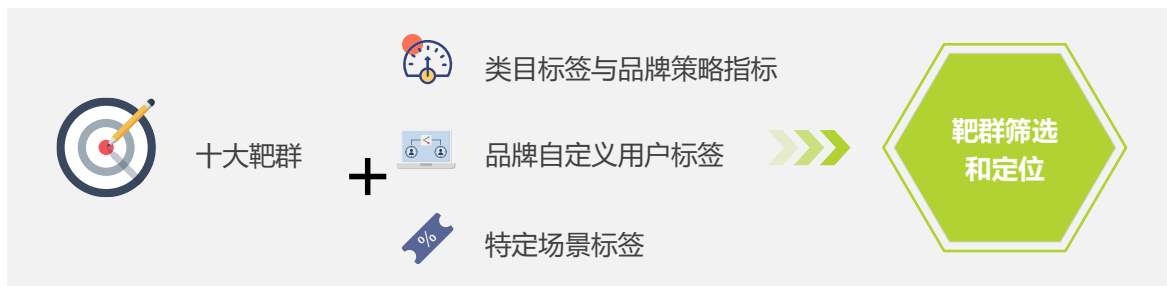 类目标签与品牌策略指标
十大靶群
+
品牌自定义用户标签
特定场景标签
%
靶群筛选
和定位